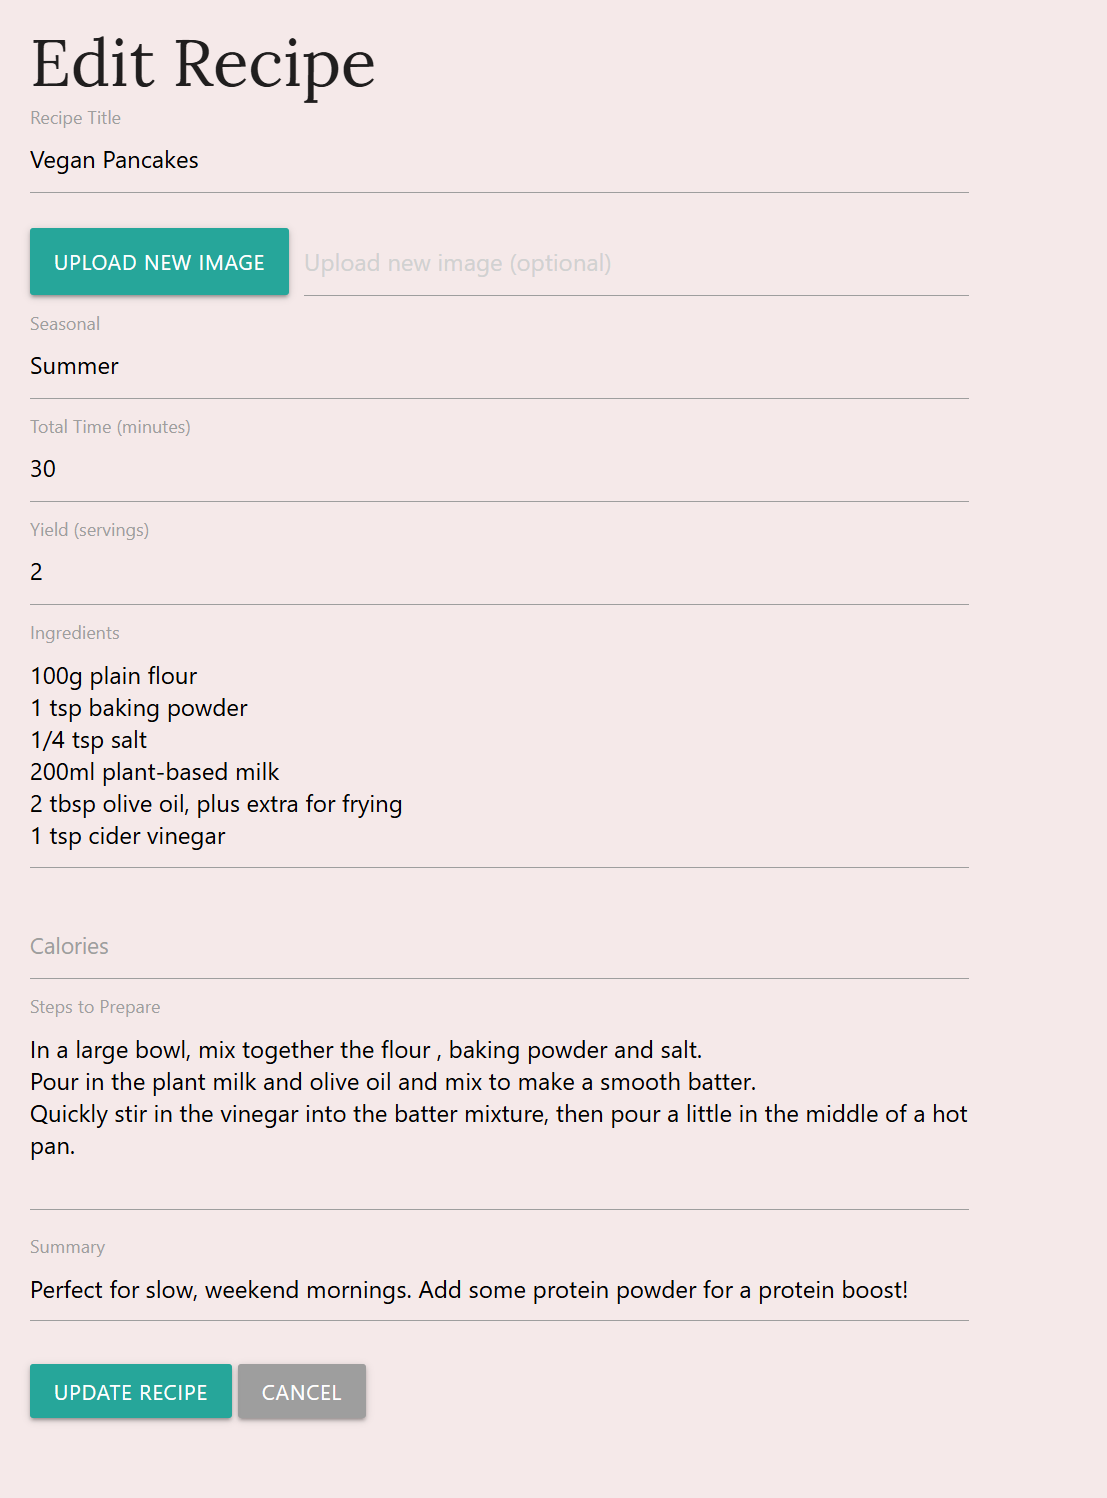 Edit Recipe
Recipe Title
Vegan Pancakes
UPLOAD NEW IMAGE Upload new image (optional)
Seasonal
Summer
Total Time (minutes)
30
Yield (servings)
2
Ingredients
100g plain flour
1 tsp baking powder
1/4 tsp salt
200ml plant-based milk
2 tbsp olive oil, plus extra for frying
1 tsp cider vinegar
Calories
Steps to Prepare
In a large bowl, mix together the flour , baking powder and salt.
Pour in the plant milk and olive oil and mix to make a smooth batter.
Quickly stir in the vinegar into the batter mixture, then pour a little in the middle of a hot
pan.
Summary
Perfect for slow, weekend mornings. Add some protein powder for a protein boost!
UPDATE RECIPE CANCEL